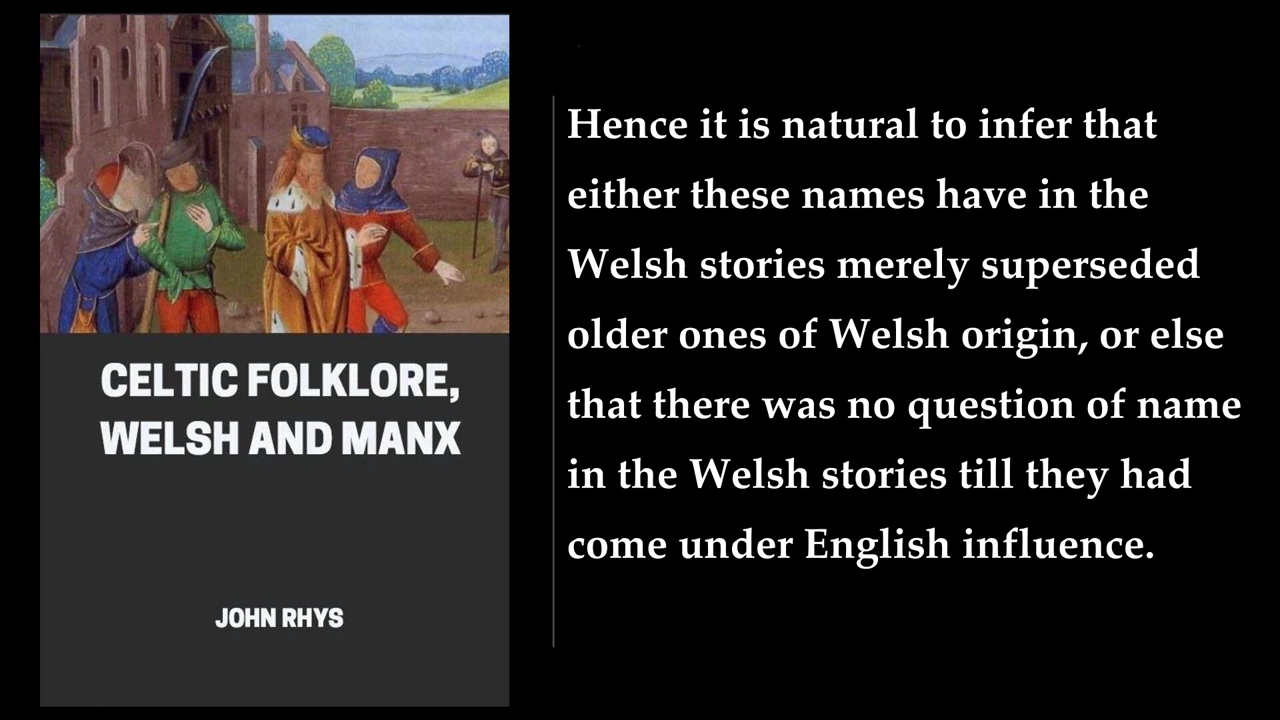 CELTIC FOLKLORE,
WELSH AND MANX
JOHN RHYS
Hence it is natural to infer that
either these names have in the
Welsh stories merely superseded
older ones of Welsh origin, or else
that there was no question of name
in the Welsh stories till they had
come under English influence.